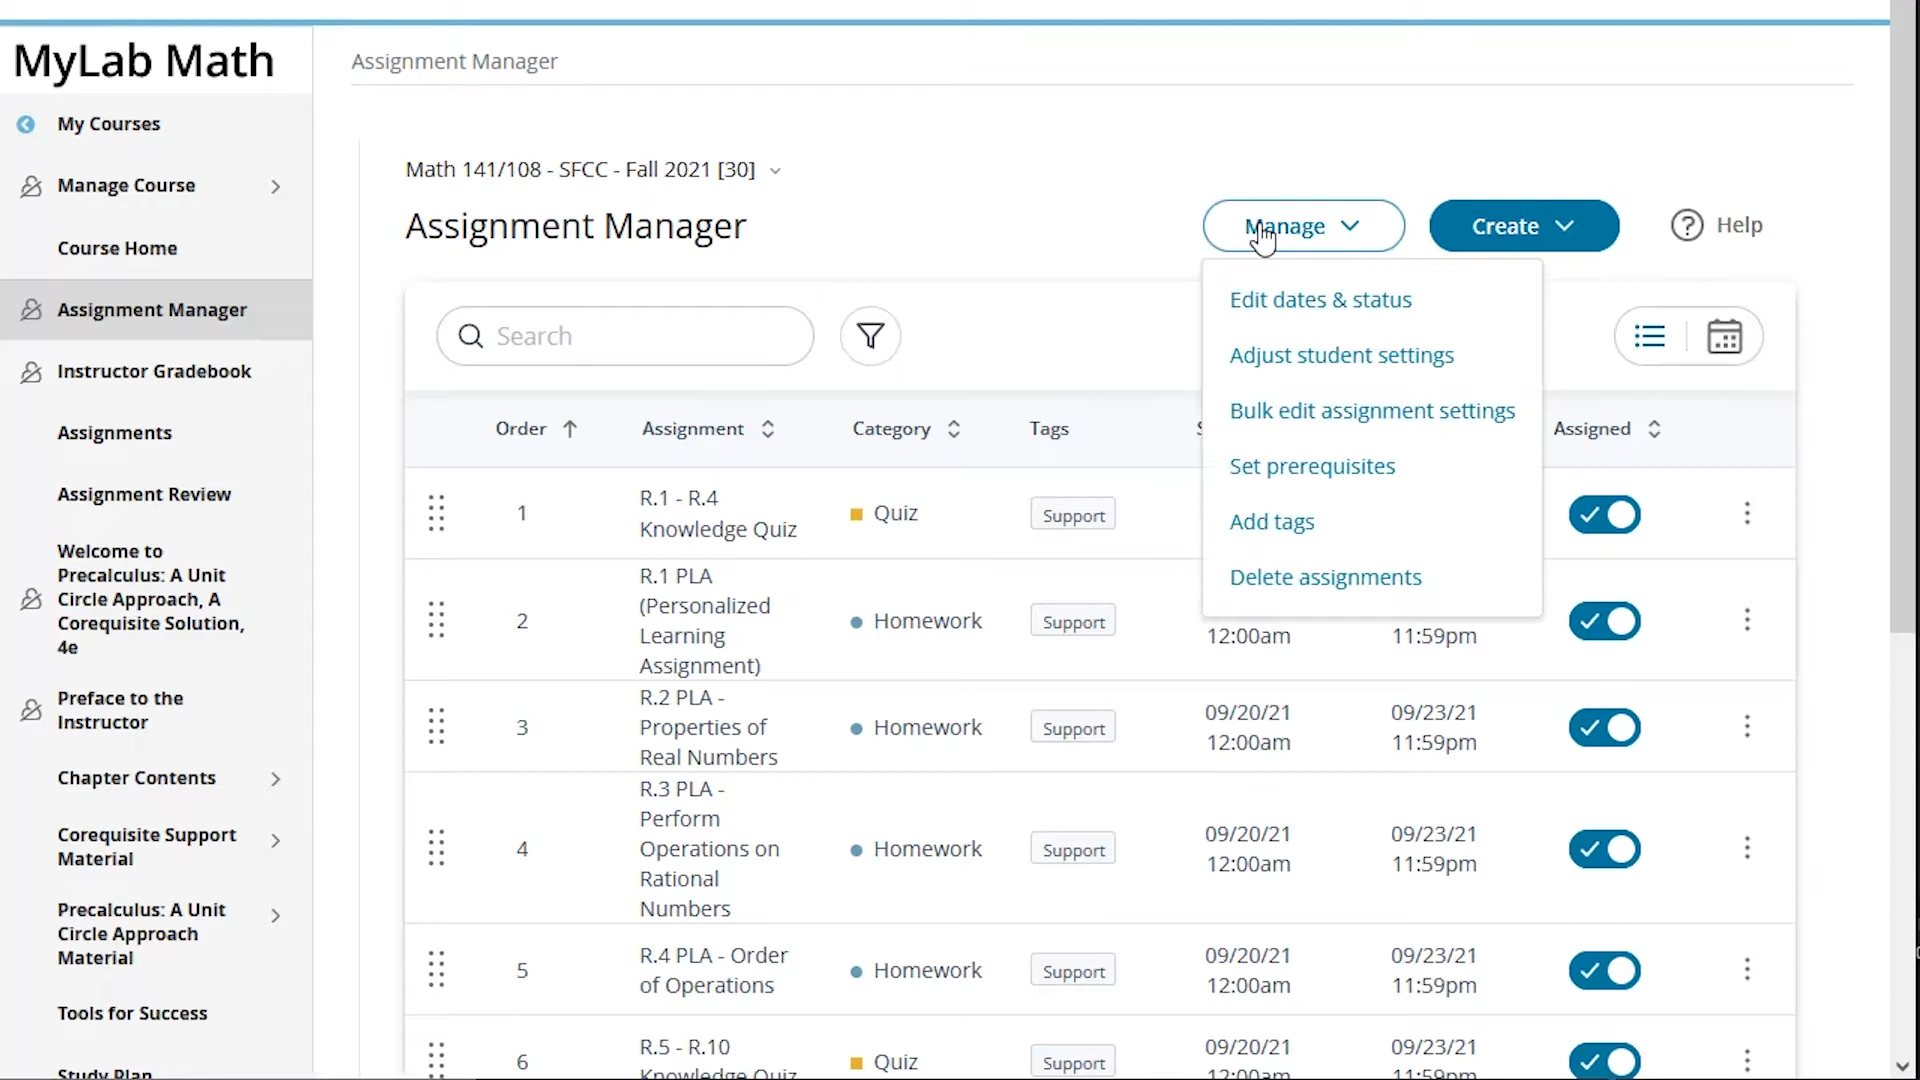 MyLab Math
My Courses
Manage Course
Course Home
Assignment Manager
Instructor Gradebook
Assignments
Assignment Review
Welcome to
Precalculus: A Unit
Circle Approach, A
Corequisite Solution,
4e
Preface to the
Instructor
Chapter Contents
Corequisite Support
Material
Precalculus: A Unit
Circle Approach
Material
Tools for Success
Study Plan
Assignment Manager
Math 141/108 - SFCC - Fall 2021 [30]
Assignment Manager
Manage
Create
Help
Edit dates & status
Adjust student settings
Bulk edit assignment settings
Set prerequisites
Add tags
Delete assignments
Search
Order Assignment Category Tags Assigned
1 R.1 - R.4
Knowledge Quiz
Quiz Support
2 R.1 PLA
(Personalized
Learning
Assignment)
Homework Support
12:00am 11:59pm
3 R.2 PLA -
Properties of
Real Numbers
Homework Support
09/20/21 09/23/21
12:00am 11:59pm
4 R.3 PLA -
Perform
Operations on
Rational
Numbers
Homework Support
09/20/21 09/23/21
12:00am 11:59pm
5 R.4 PLA - Order
of Operations
Homework Support
09/20/21 09/23/21
12:00am 11:59pm
6 R.5 - R.10
Knowledge Quiz
Quiz Support
09/20/21 09/23/21
12:00am 11:59pm